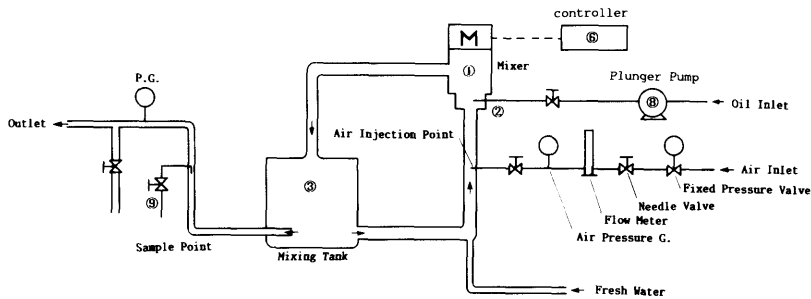 controller
M
⑥
①
Mixer
P.G.
Plunger Pump
②
⑧
Oil Inlet
Outlet
Air Injection Point
Air Inlet
③
Fixed Pressure Valve
⑨
Needle Valve
Flow Meter
Sample Point
Mixing Tank
Air Pressure G.
Fresh Water